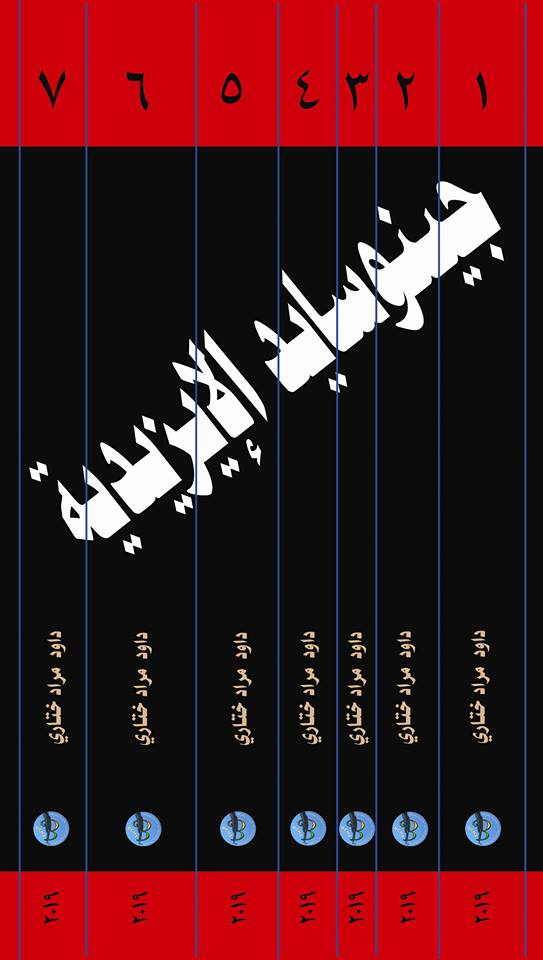 ١ ٢ ٣ ٤ ٥ ٦ ٧
جينوسايد الإيزيدية
داود مراد ختاري
داود مراد ختاري
داود مراد ختاري
داود مراد ختاري
داود مراد ختاري
داود مراد ختاري
داود مراد ختاري
٢٠١٩
٢٠١٩
٢٠١٩
٢٠١٩
٢٠١٩
٢٠١٩
٢٠١٩